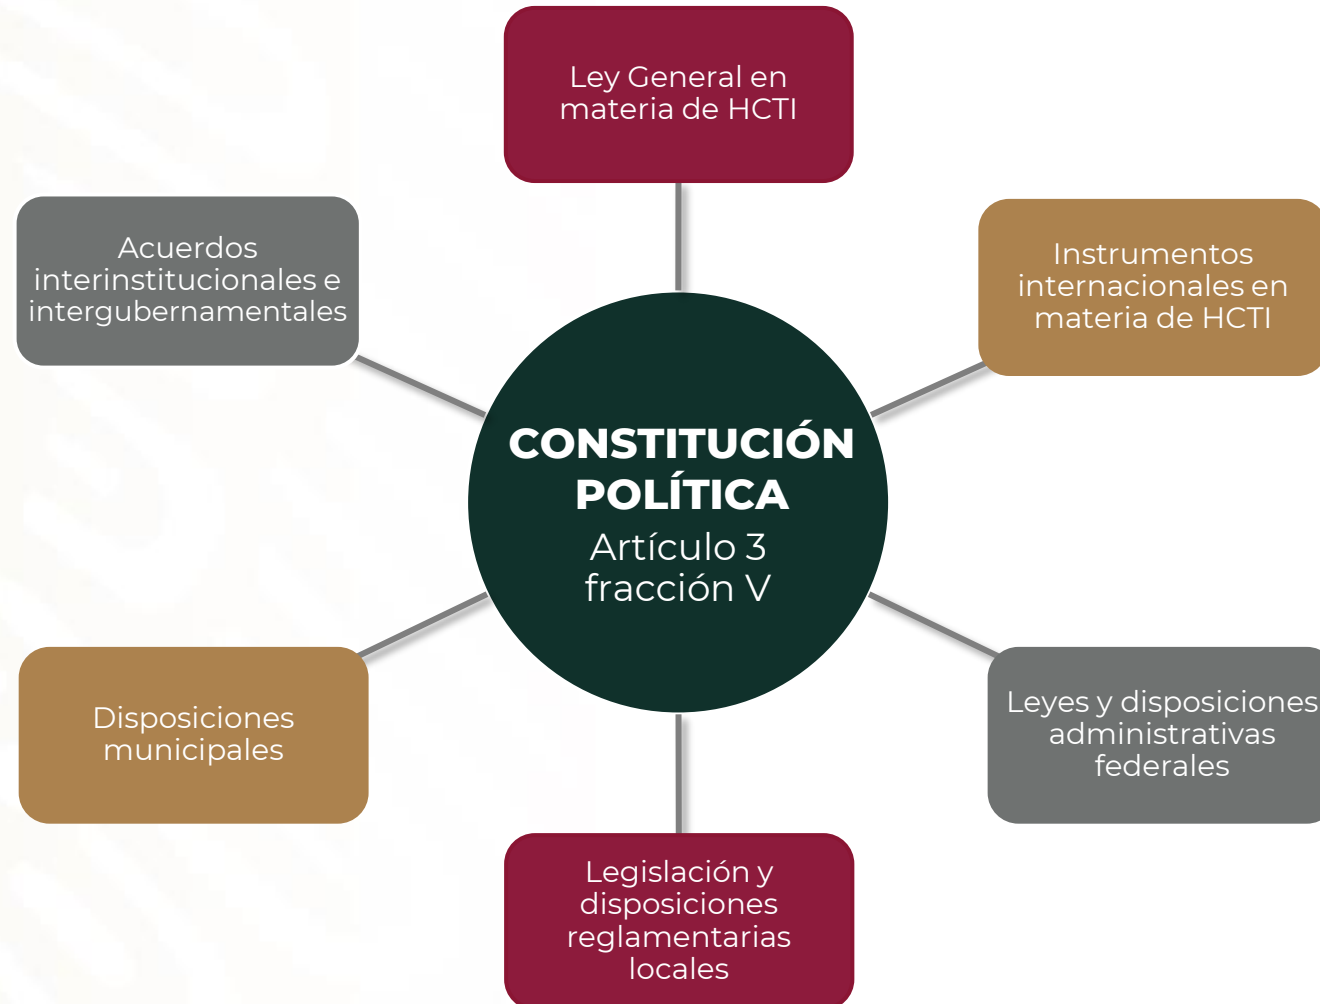 Ley General en
materia de HCTI
Acuerdos
interinstitucionales e
intergubernamentales
Instrumentos
internacionales en
materia de HCTI
CONSTITUCIÓN
POLÍTICA
Artículo 3
fracción V
Disposiciones
municipales
Leyes y disposiciones
administrativas
federales
Legislación y
disposiciones
reglamentarias
locales